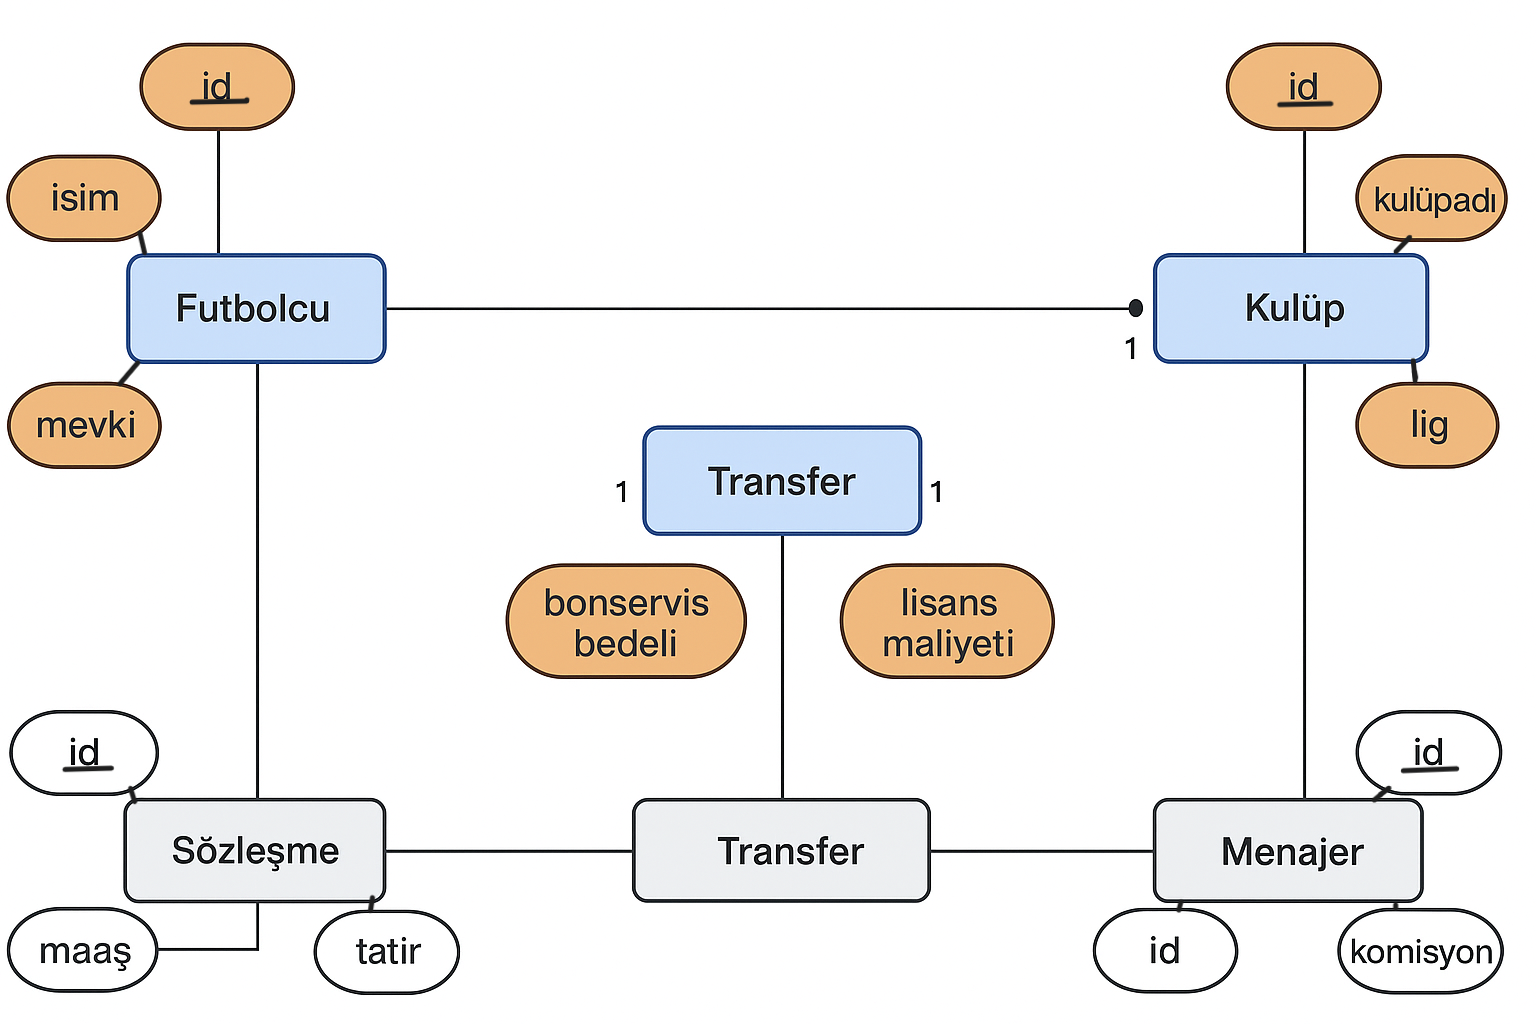 id
id
isim
kulüpadı
Futbolcu
Kulüp
1
mevki
lig
1
Transfer
1
bonservis
bedeli
lisans
maliyeti
id
id
Sözleşme
Transfer
Menajer
maaş
tatir
id
komisyon